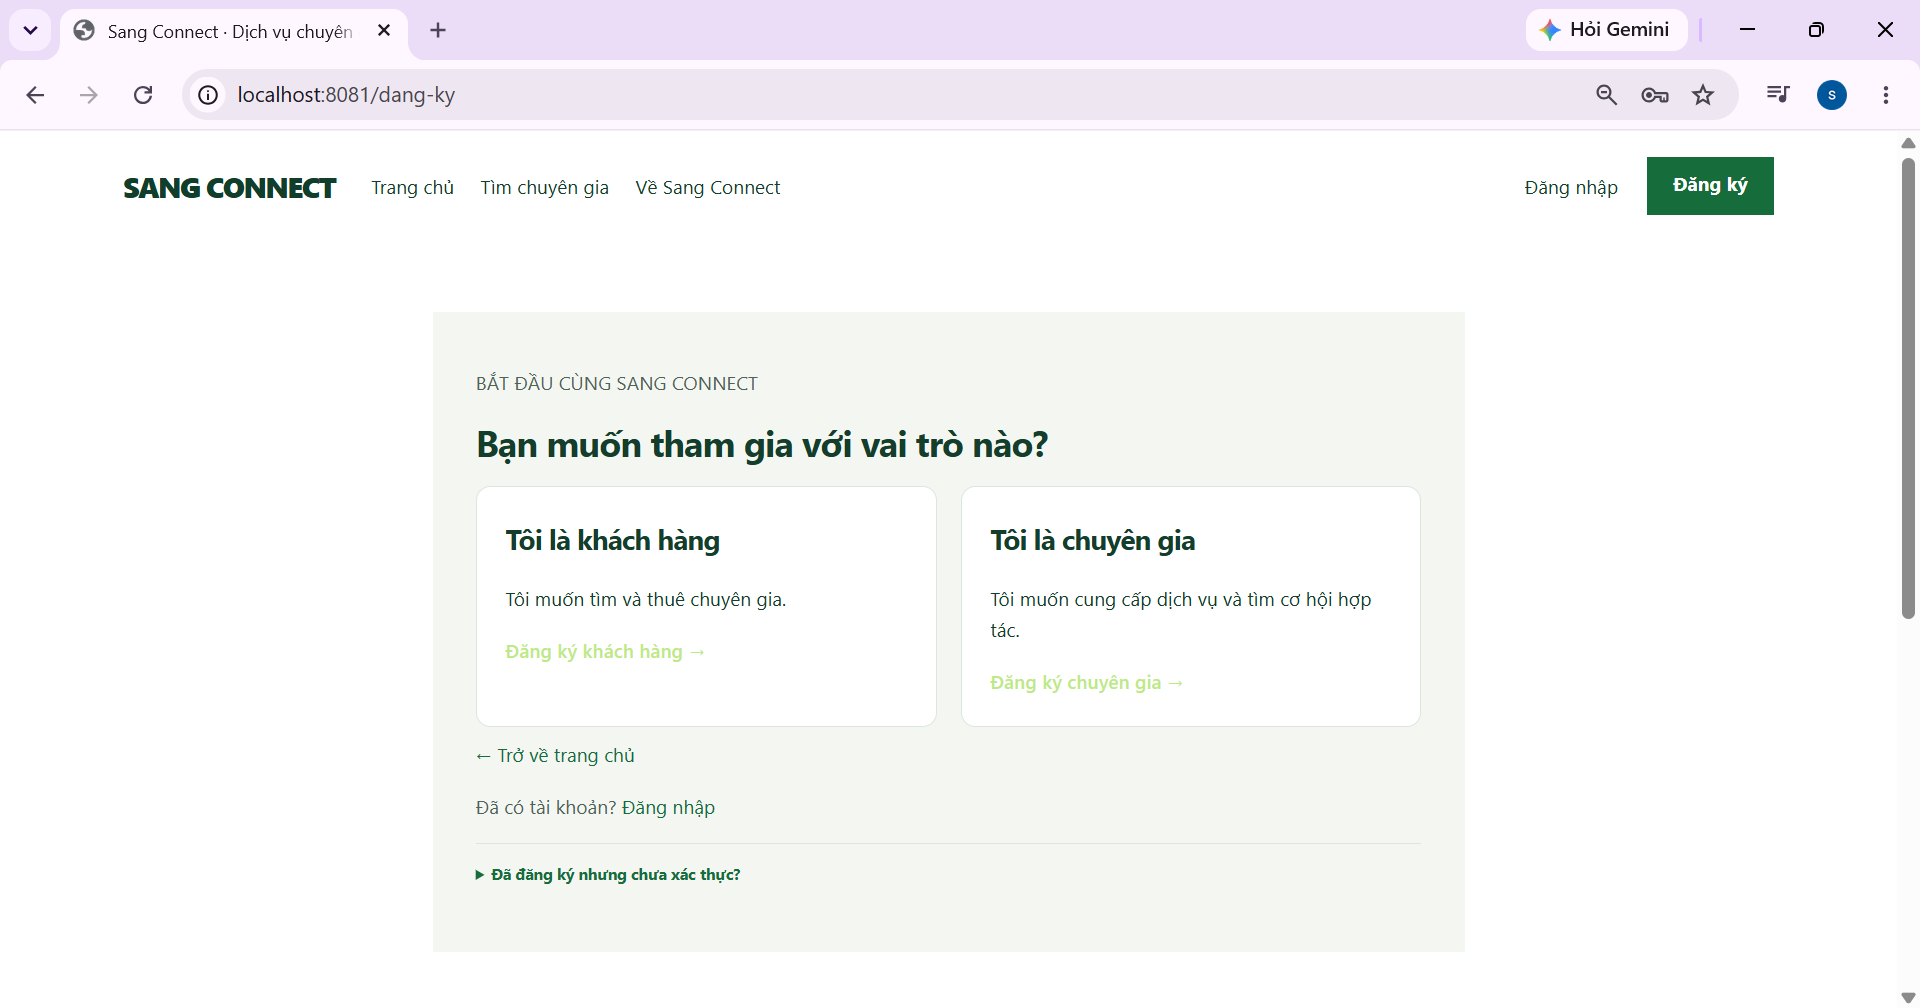 Sang Connect · Dịch vụ chuyên
Hỏi Gemini
localhost:8081/dang-ky
S
SANG CONNECT
Trang chủ
Tìm chuyên gia
Về Sang Connect
Đăng nhập
Đăng ký
BẮT ĐẦU CÙNG SANG CONNECT
Bạn muốn tham gia với vai trò nào?
Tôi là khách hàng
Tôi muốn tìm và thuê chuyên gia.
Đăng ký khách hàng →
Tôi là chuyên gia
Tôi muốn cung cấp dịch vụ và tìm cơ hội hợp
tác.
Đăng ký chuyên gia →
← Trở về trang chủ
Đã có tài khoản? Đăng nhập
▶ Đã đăng ký nhưng chưa xác thực?